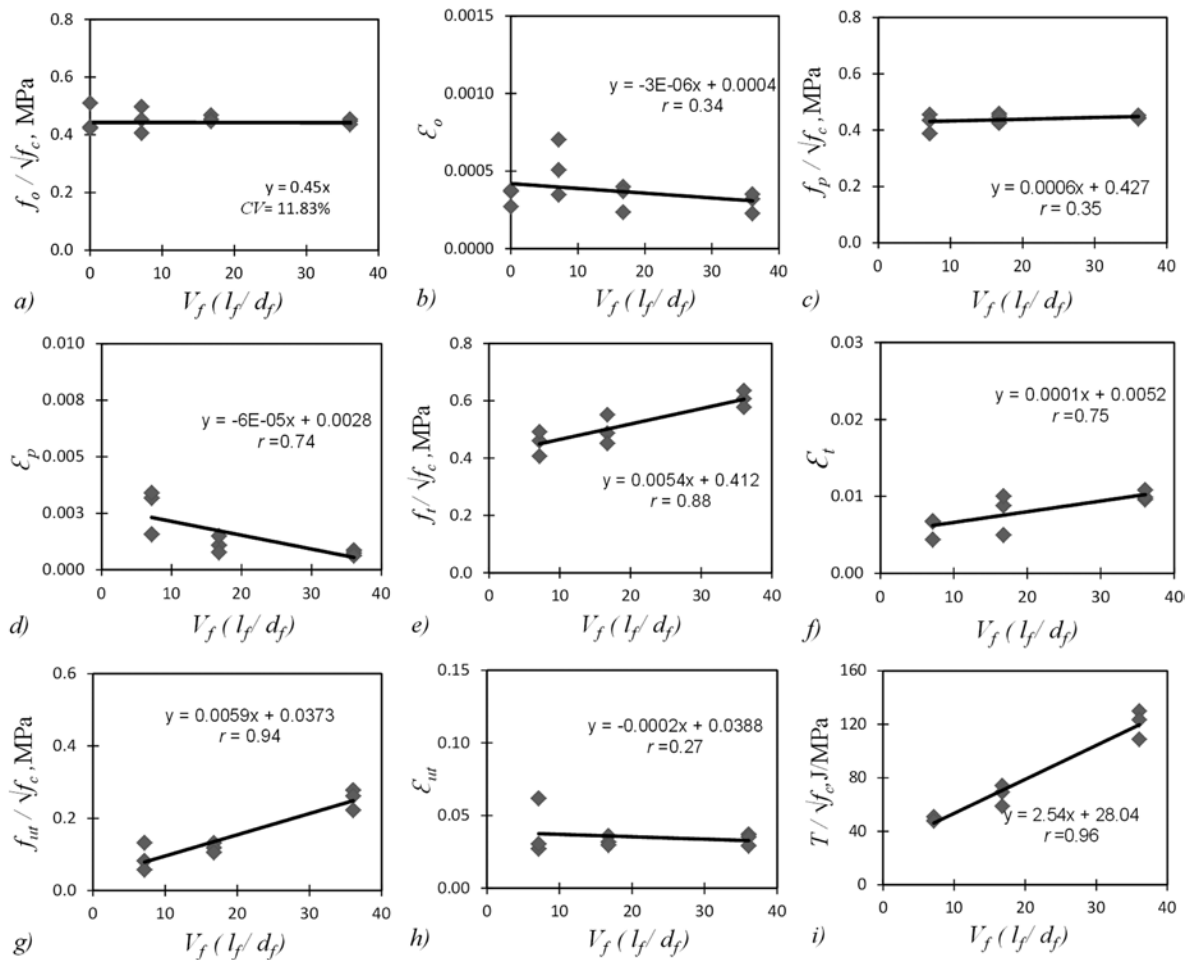 0.8
0.6
0.4
0.2
0.0
f_o / √f_c , MPa
y = 0.45x
CV= 11.83%
0 10 20 30 40
a) V_f ( l_f / d_f )
0.0015
0.0010
0.0005
0.0000
ε_o
y = -3E-06x + 0.0004
r = 0.34
0 10 20 30 40
b) V_f ( l_f / d_f )
0.8
0.6
0.4
0.2
0.0
f_p / √f_c , MPa
y = 0.0006x + 0.427
r = 0.35
0 10 20 30 40
c) V_f ( l_f / d_f )
0.010
0.008
0.005
0.003
0.000
ε_p
y = -6E-05x + 0.0028
r =0.74
0 10 20 30 40
d) V_f ( l_f / d_f )
0.8
0.6
0.4
0.2
0.0
f_t / √f_c ,MPa
y = 0.0054x + 0.412
r = 0.88
0 10 20 30 40
e) V_f ( l_f / d_f )
0.03
0.02
0.01
0.00
ε_t
y = 0.0001x + 0.0052
r =0.75
0 10 20 30 40
f) V_f ( l_f / d_f )
0.6
0.4
0.2
0.0
f_ut / √f_c , MPa
y = 0.0059x + 0.0373
r = 0.94
0 10 20 30 40
g) V_f ( l_f / d_f )
0.15
0.10
0.05
0.00
ε_ut
y = -0.0002x + 0.0388
r =0.27
0 10 20 30 40
h) V_f ( l_f / d_f )
160
120
80
40
0
T / √f_c, J/MPa
y = 2.54x + 28.04
r =0.96
0 10 20 30 40
i) V_f ( l_f / d_f )